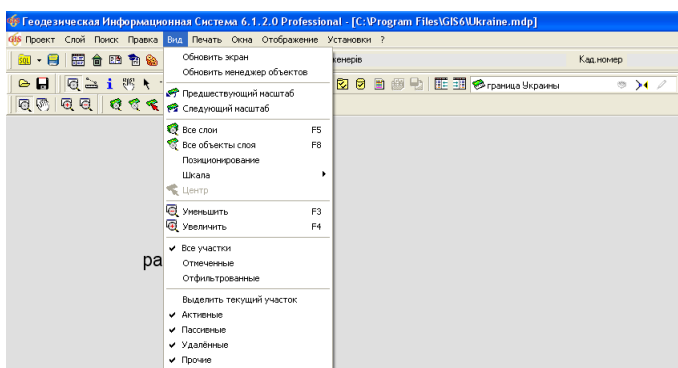 Геодезическая Информационная Система 6.1.2.0 Professional - [C:\Program Files\GIS6\Ukraine.mdp]
GIS Проект Слой Поиск Правка Вид Печать Окна Отображение Установки ?
SQL
женерів Кад.номер
граница Украины
Обновить экран
Обновить менеджер объектов
Предшествующий масштаб
Следующий масштаб
Все слои F5
Все объекты слоя F8
Позиционирование
Шкала
Центр
Уменьшить F3
Увеличить F4
Все участки
Отмеченные
Отфильтрованные
ра
Выделить текущий участок
Активные
Пассивные
Удалённые
Прочие